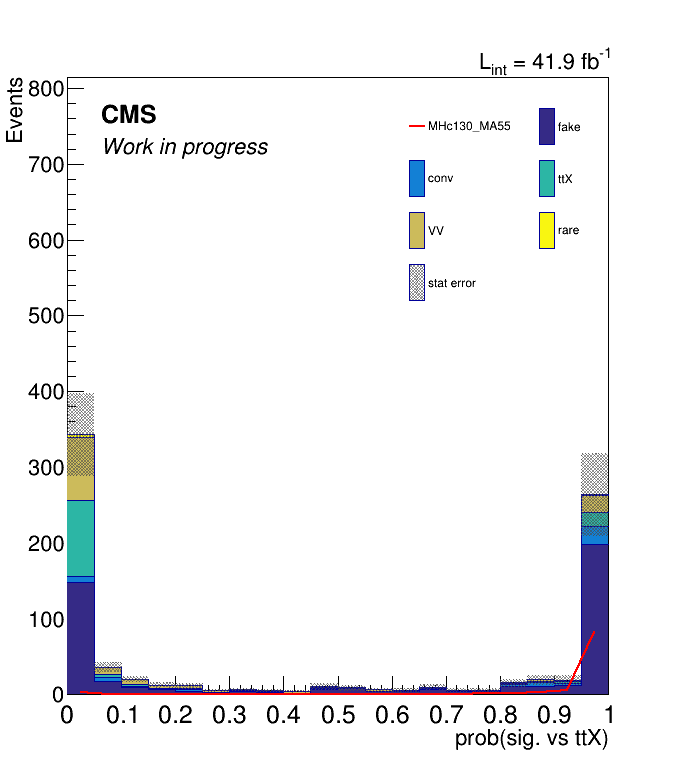 L_int = 41.9 fb^-1
Events
800
700
600
500
400
300
200
100
0
CMS
Work in progress
MHc130_MA55
fake
conv
ttX
VV
rare
stat error
0 0.1 0.2 0.3 0.4 0.5 0.6 0.7 0.8 0.9 1
prob(sig. vs ttX)